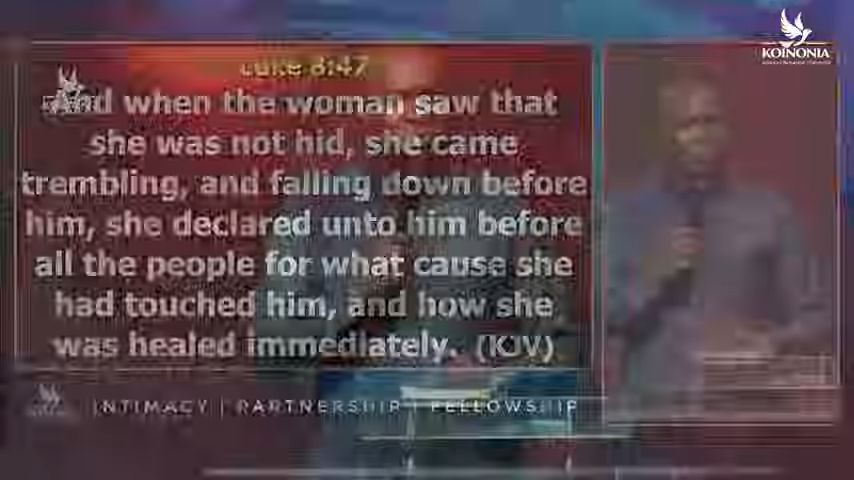 KOINONIA
Luke 8:47
And when the woman saw that
she was not hid, she came
trembling, and falling down before
him, she declared unto him before
all the people for what cause she
had touched him, and how she
was healed immediately. (KJV)
INTIMACY | PARTNERSHIP | FELLOWSHIP